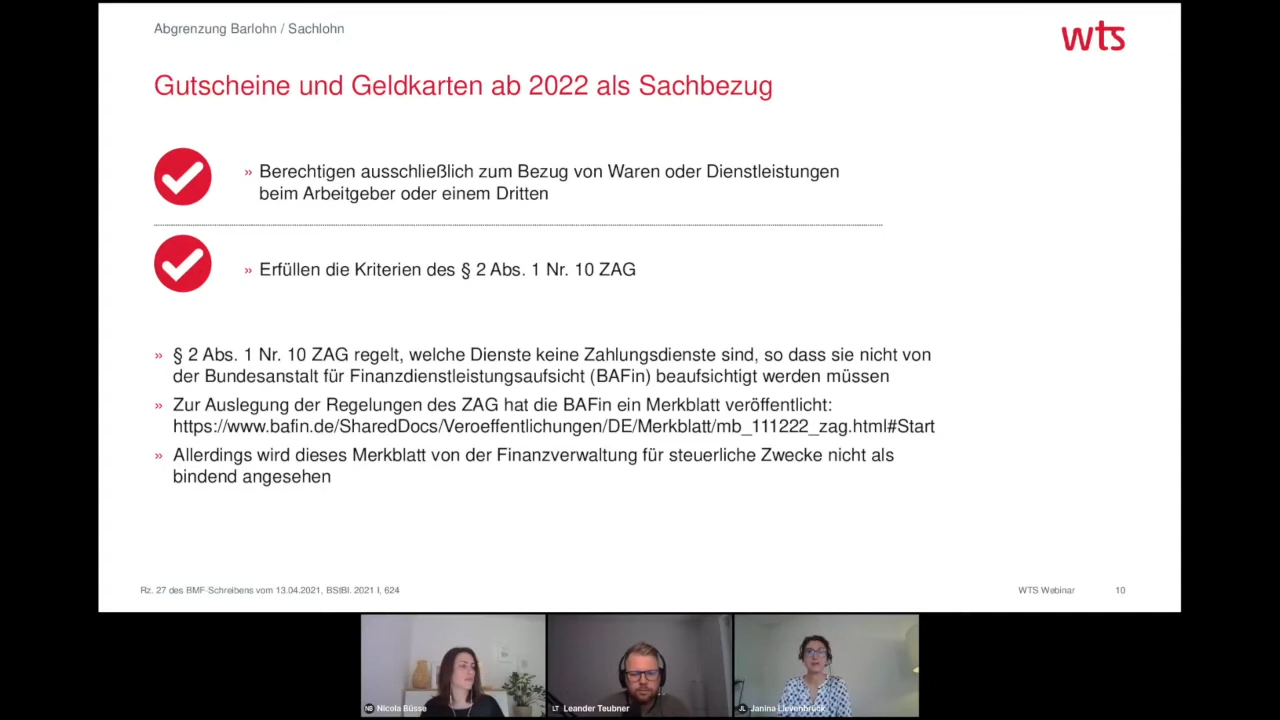 Abgrenzung Barlohn / Sachlohn
wts
Gutscheine und Geldkarten ab 2022 als Sachbezug
» Berechtigen ausschließlich zum Bezug von Waren oder Dienstleistungen
beim Arbeitgeber oder einem Dritten
» Erfüllen die Kriterien des § 2 Abs. 1 Nr. 10 ZAG
» § 2 Abs. 1 Nr. 10 ZAG regelt, welche Dienste keine Zahlungsdienste sind, so dass sie nicht von
der Bundesanstalt für Finanzdienstleistungsaufsicht (BAFin) beaufsichtigt werden müssen
» Zur Auslegung der Regelungen des ZAG hat die BAFin ein Merkblatt veröffentlicht:
https://www.bafin.de/SharedDocs/Veroeffentlichungen/DE/Merkblatt/mb_111222_zag.html#Start
» Allerdings wird dieses Merkblatt von der Finanzverwaltung für steuerliche Zwecke nicht als
bindend angesehen
Rz. 27 des BMF-Schreibens vom 13.04.2021, BStBl. 2021 I, 624
WTS Webinar 10
NB Nicola Büsse
LT Leander Teubner
JL Janina Lievenbrück